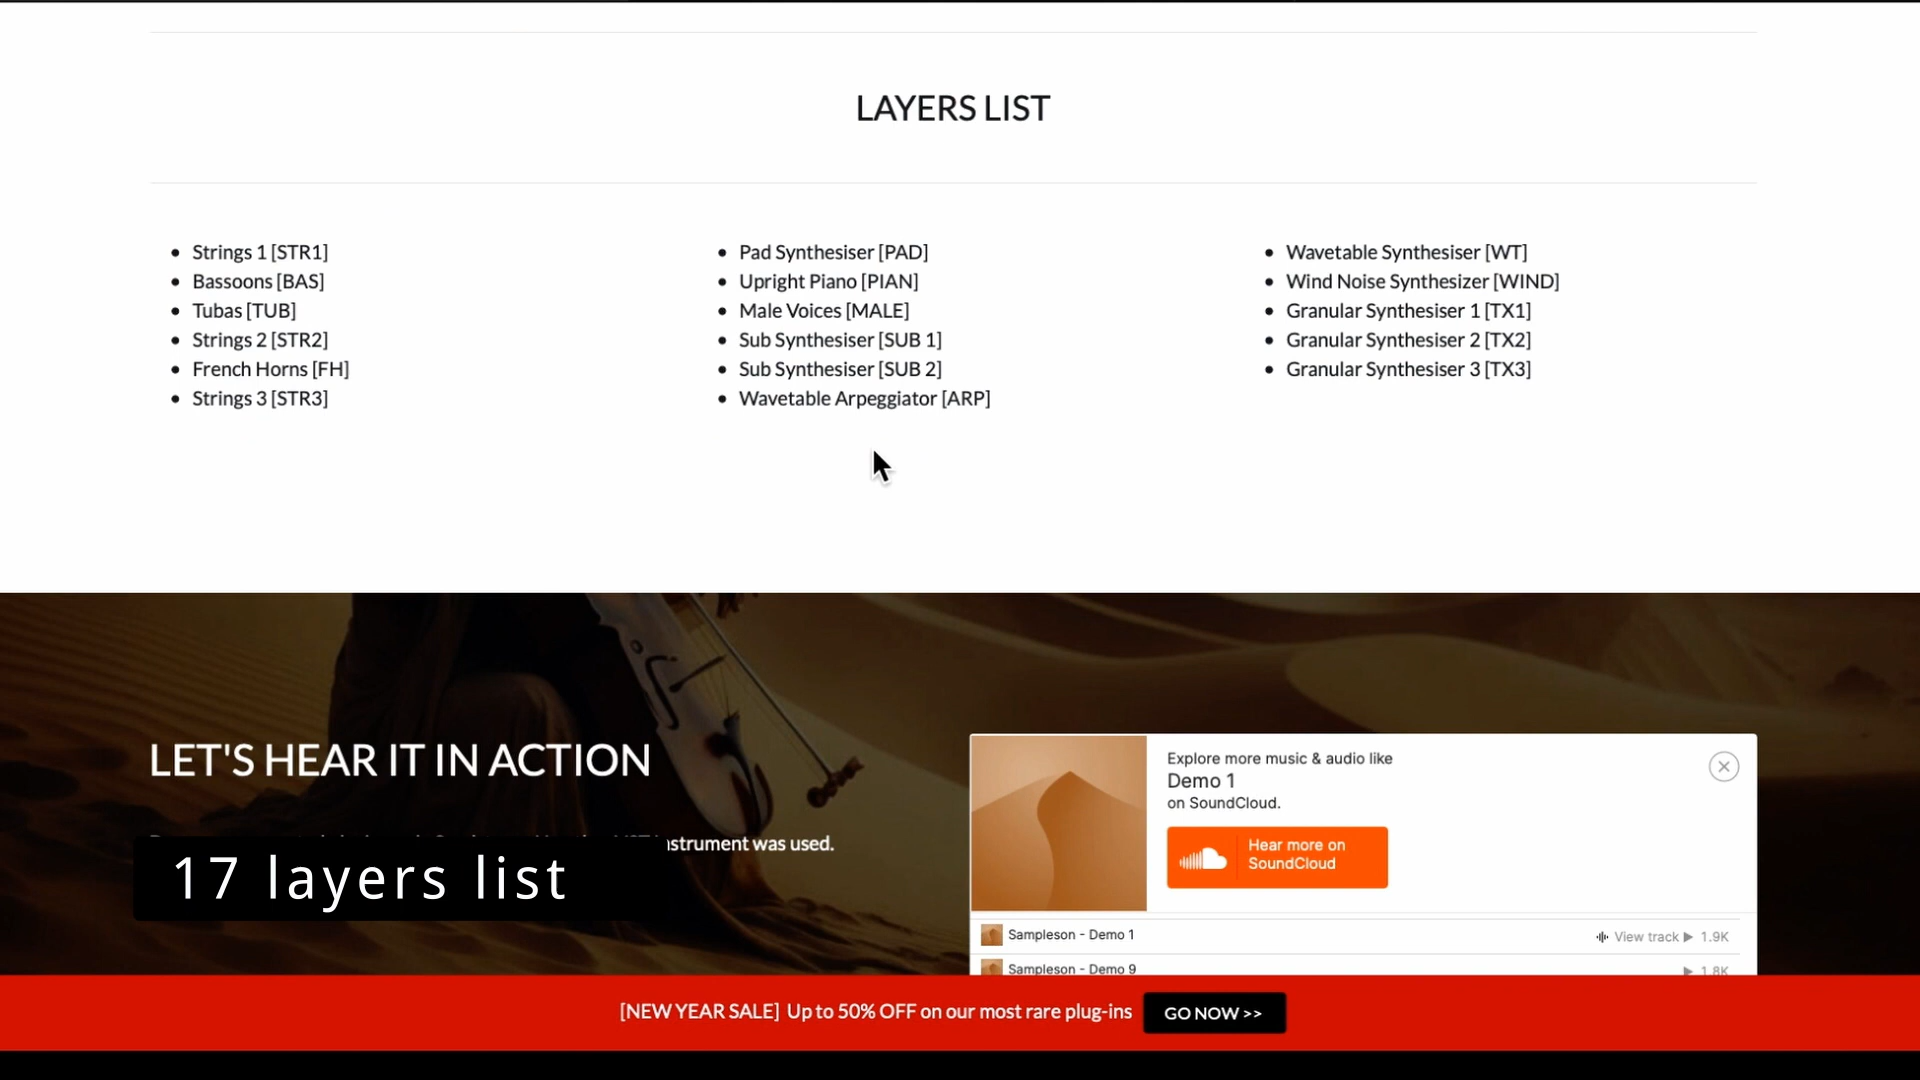 LAYERS LIST
Strings 1 [STR1]
Bassoons [BAS]
Tubas [TUB]
Strings 2 [STR2]
French Horns [FH]
Strings 3 [STR3]
Pad Synthesiser [PAD]
Upright Piano [PIAN]
Male Voices [MALE]
Sub Synthesiser [SUB 1]
Sub Synthesiser [SUB 2]
Wavetable Arpeggiator [ARP]
Wavetable Synthesiser [WT]
Wind Noise Synthesizer [WIND]
Granular Synthesiser 1 [TX1]
Granular Synthesiser 2 [TX2]
Granular Synthesiser 3 [TX3]
LET'S HEAR IT IN ACTION
was used.
17 layers list
Explore more music & audio like
Demo 1
on SoundCloud.
Hear more on
SoundCloud
Sampleson - Demo 1
View track 1.9K
Sampleson - Demo 9
1.8K
[NEW YEAR SALE] Up to 50% OFF on our most rare plug-ins
GO NOW >>